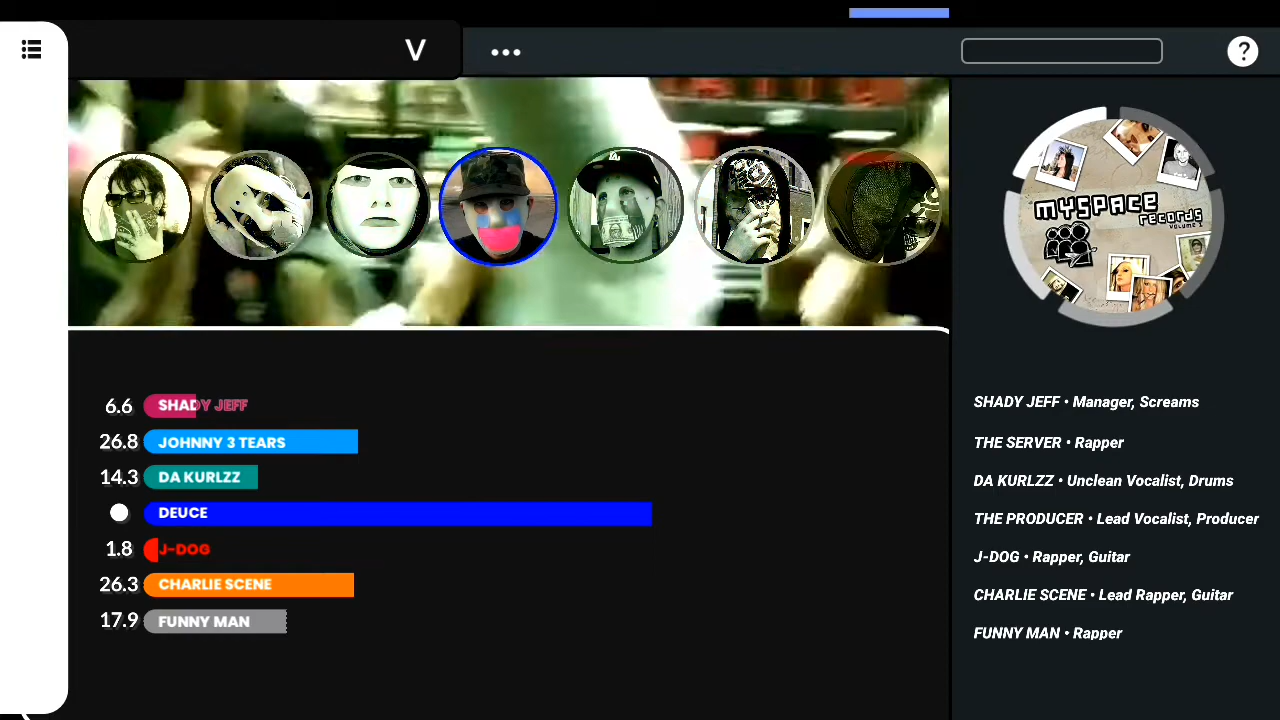 V
?
MYSPACE
records
VOLUME 1
6.6 SHADY JEFF
26.8 JOHNNY 3 TEARS
14.3 DA KURLZZ
DEUCE
1.8 J-DOG
26.3 CHARLIE SCENE
17.9 FUNNY MAN
SHADY JEFF • Manager, Screams
THE SERVER • Rapper
DA KURLZZ • Unclean Vocalist, Drums
THE PRODUCER • Lead Vocalist, Producer
J-DOG • Rapper, Guitar
CHARLIE SCENE • Lead Rapper, Guitar
FUNNY MAN • Rapper